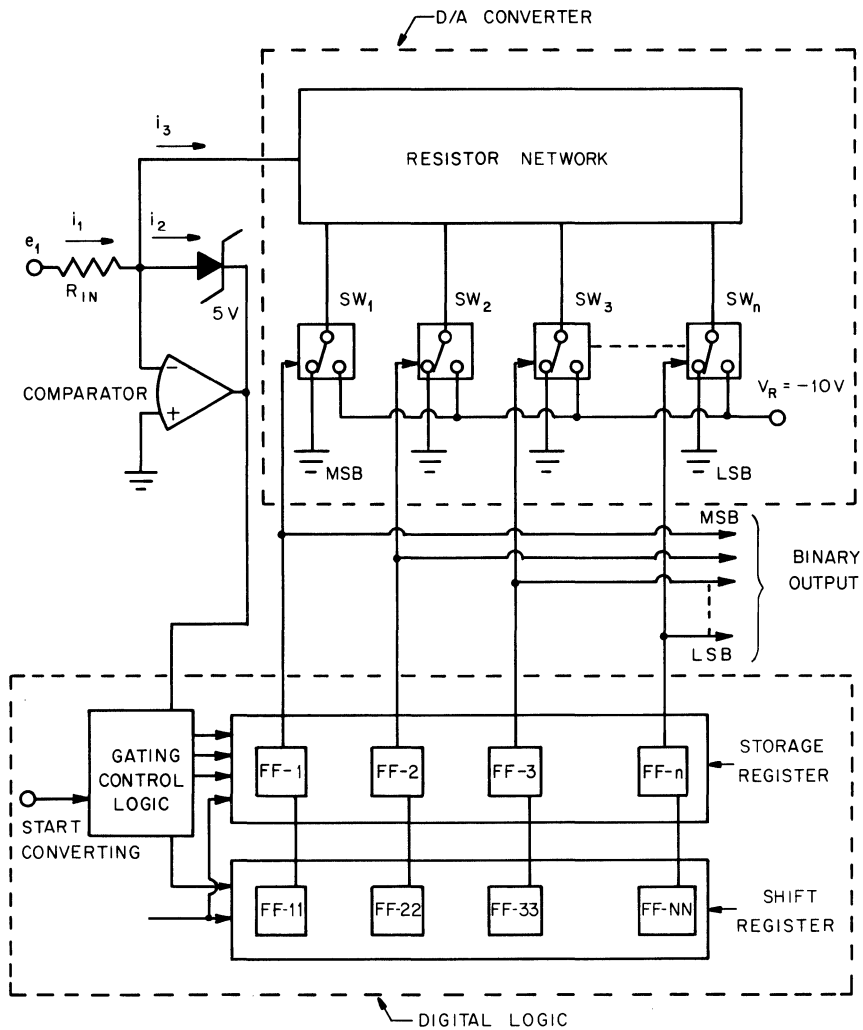 D/A CONVERTER
RESISTOR NETWORK
i3
i1
i2
e1
RIN
5V
SW1
SW2
SW3
SWn
COMPARATOR
−
+
VR = −10V
MSB
LSB
MSB
BINARY
OUTPUT
LSB
GATING
CONTROL
LOGIC
FF-1
FF-2
FF-3
FF-n
STORAGE
REGISTER
START
CONVERTING
FF-11
FF-22
FF-33
FF-NN
SHIFT
REGISTER
DIGITAL LOGIC